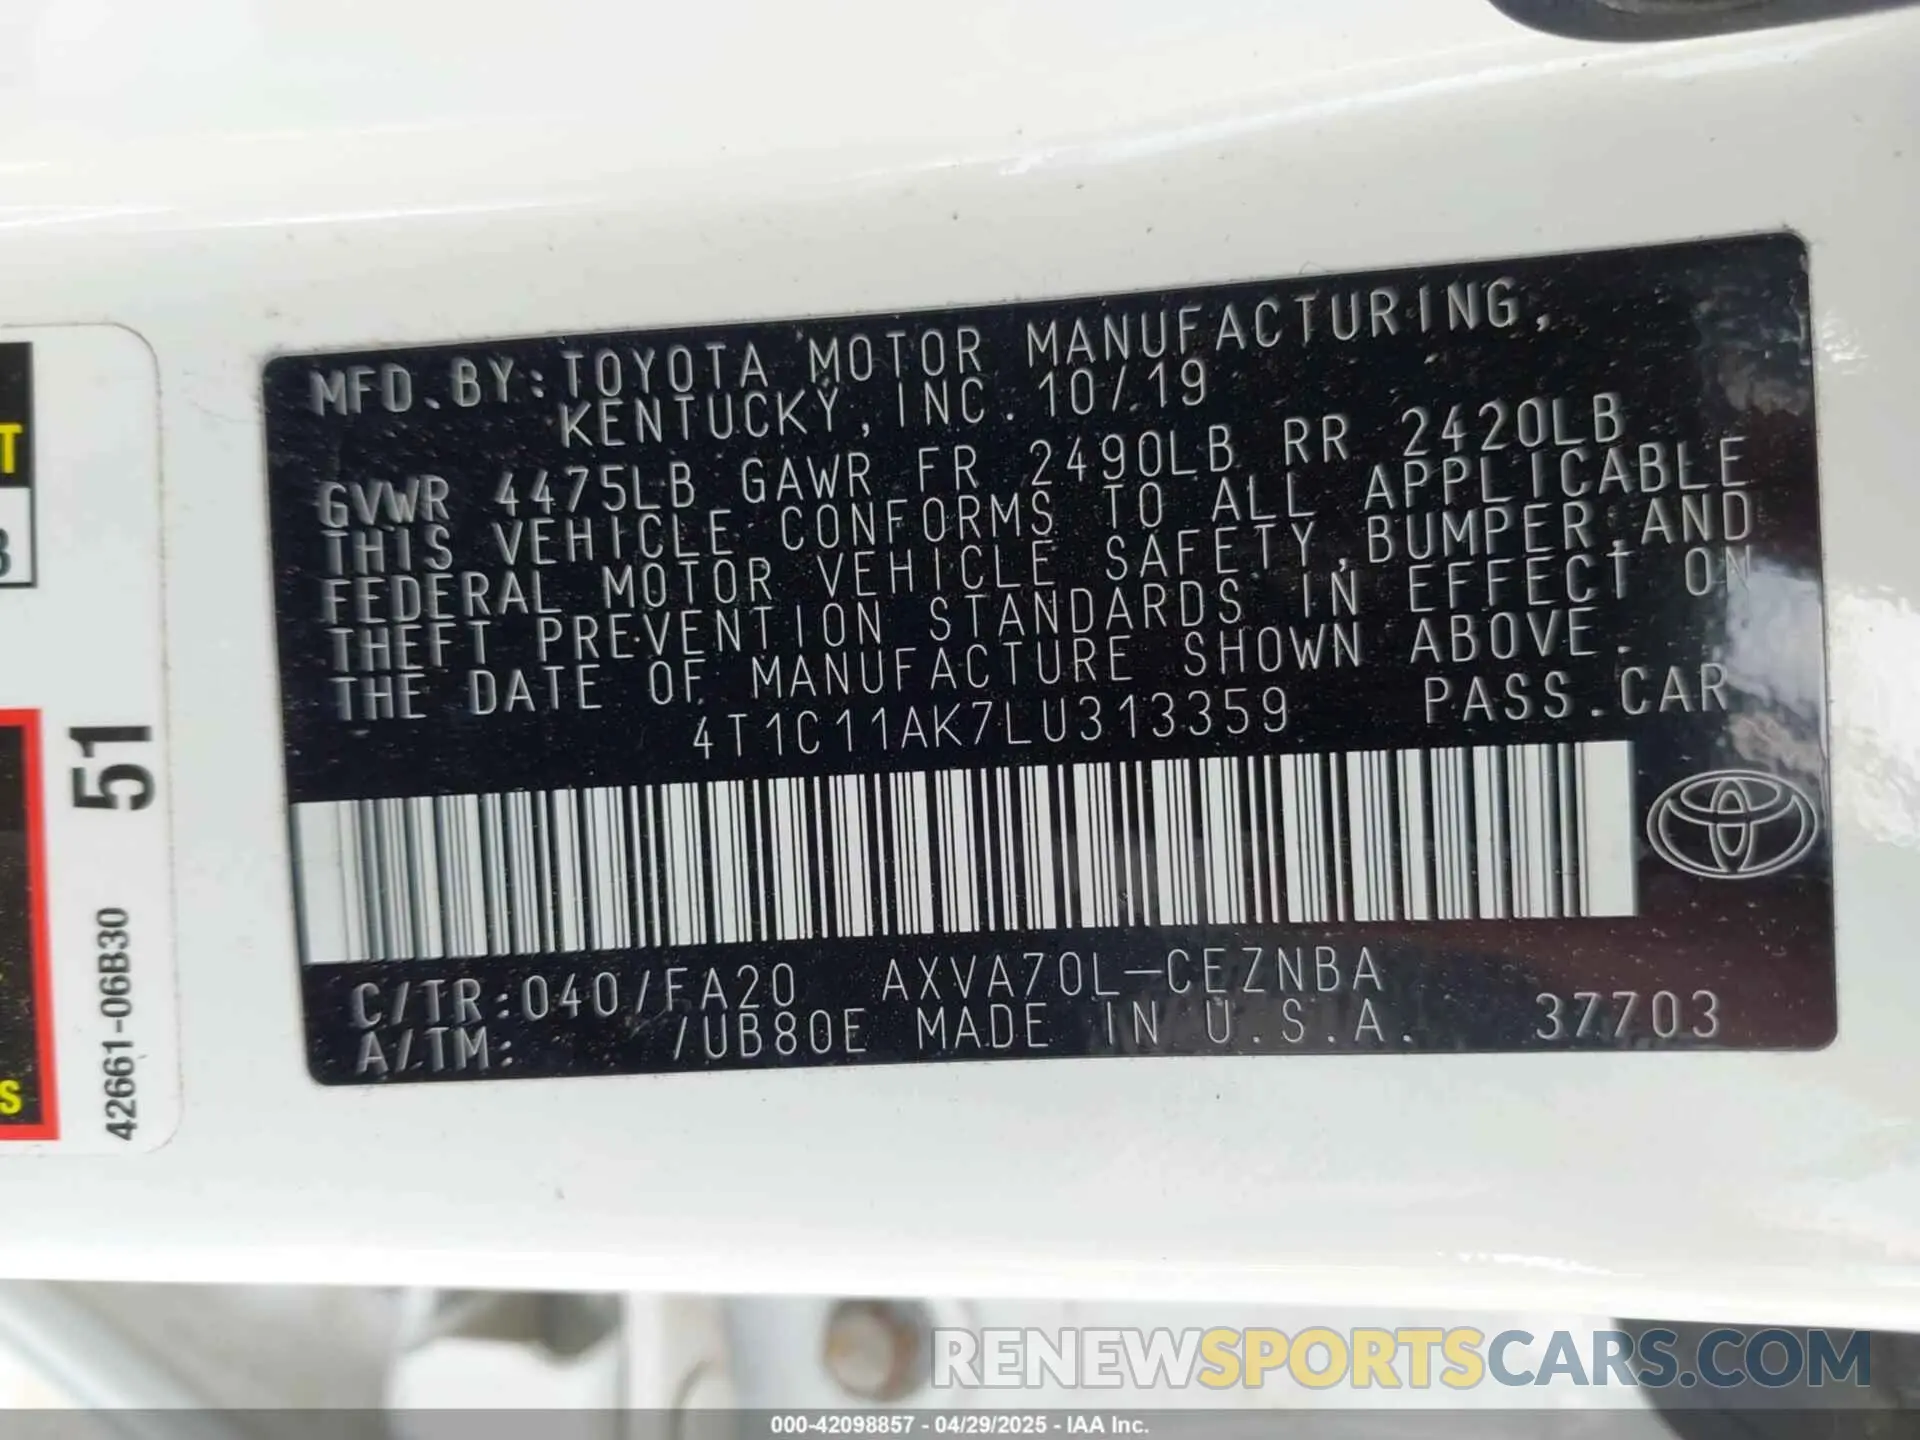 MFD.BY:TOYOTA MOTOR MANUFACTURING,
KENTUCKY,INC. 10/19
GVWR 4475LB GAWR FR 2490LB RR 2420LB
THIS VEHICLE CONFORMS TO ALL APPLICABLE
FEDERAL MOTOR VEHICLE SAFETY,BUMPER,AND
THEFT PREVENTION STANDARDS IN EFFECT ON
THE DATE OF MANUFACTURE SHOWN ABOVE.
4T1C11AK7LU313359 PASS.CAR
C/TR:040/FA20 AXVA70L-CEZNBA
A/TM: /UB80E MADE IN U.S.A. 37703
T
3
S
51
42661-06B30
RENEWSPORTSCARS.COM
000-42098857 - 04/29/2025 - IAA Inc.